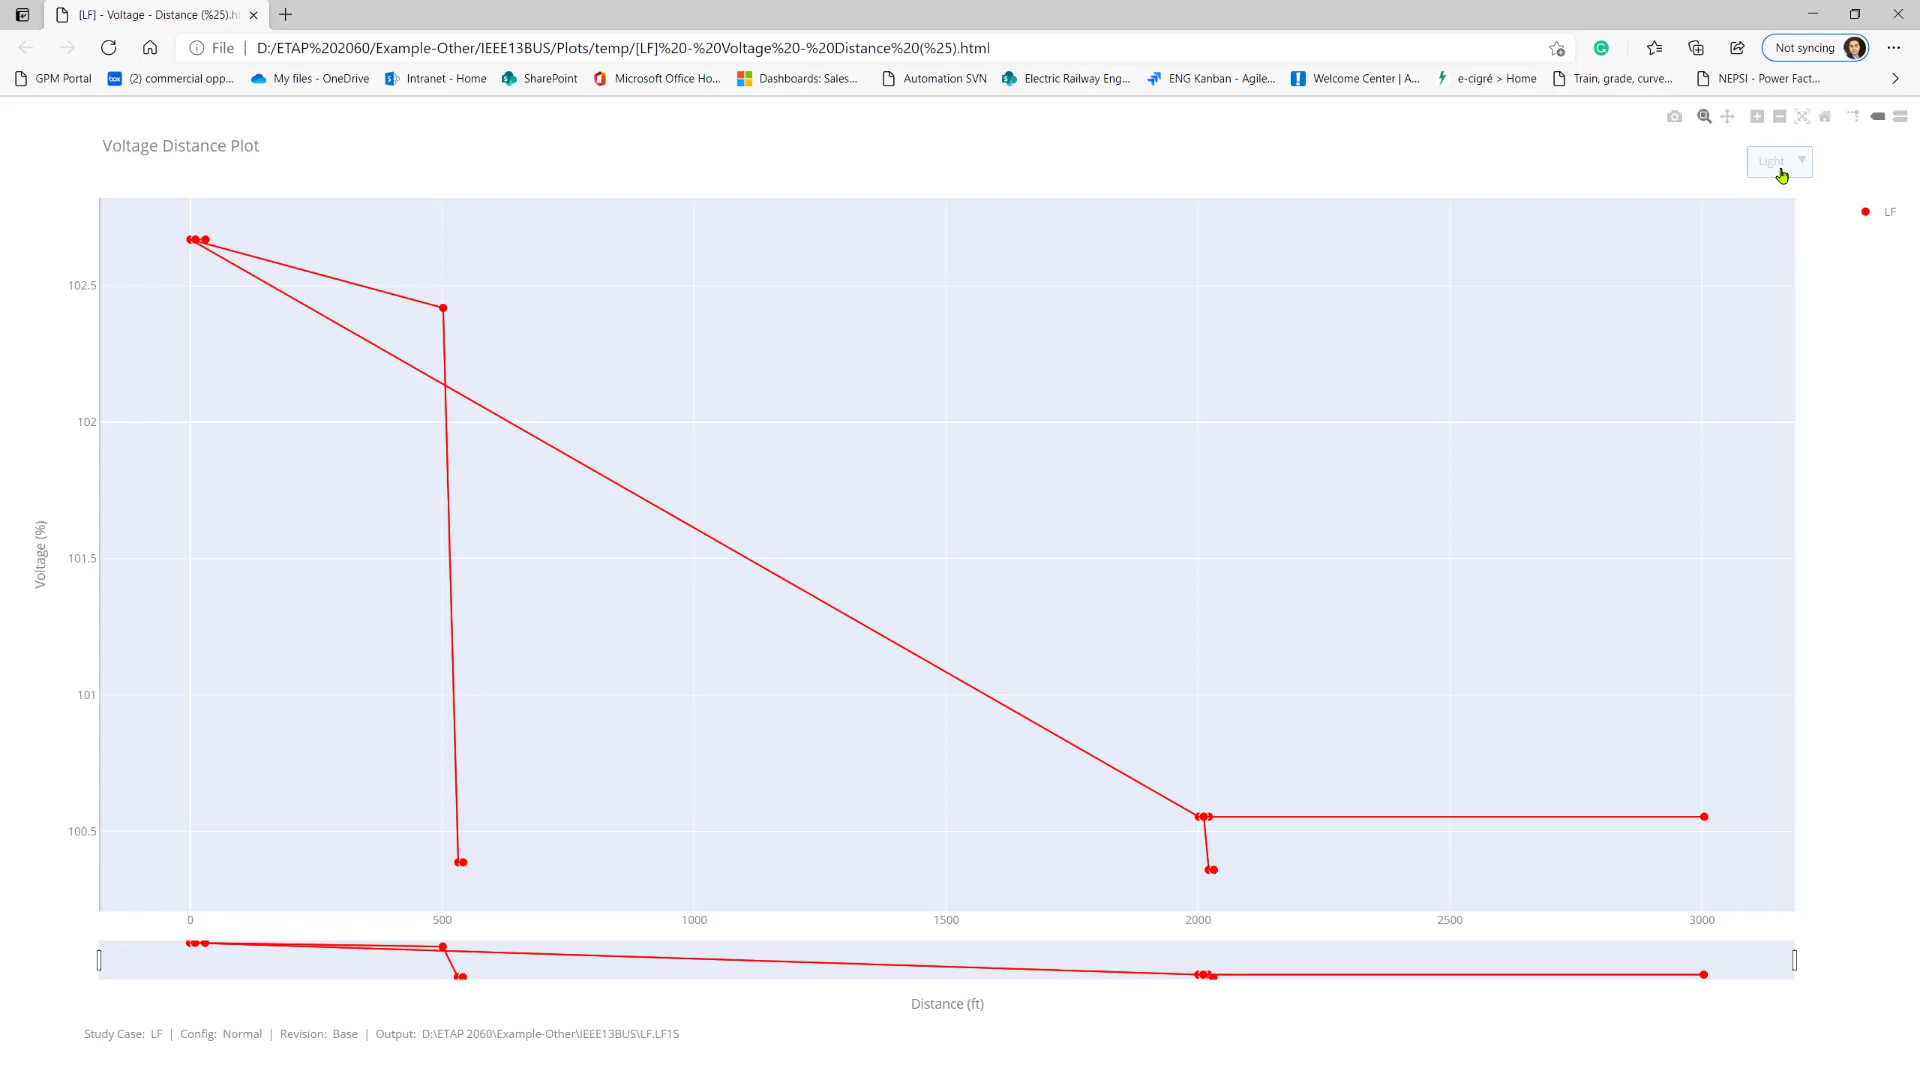 [LF] - Voltage - Distance (%25).h
File
D:/ETAP%202060/Example-Other/IEEE13BUS/Plots/temp/[LF]%20-%20Voltage%20-%20Distance%20(%25).html
Not syncing
GPM Portal
(2) commercial opp...
My files - OneDrive
Intranet - Home
SharePoint
Microsoft Office Ho...
Dashboards: Sales...
Automation SVN
Electric Railway Eng...
ENG Kanban - Agile...
Welcome Center | A...
e-cigré > Home
Train, grade, curve...
NEPSI - Power Fact...
Voltage Distance Plot
Light
LF
102.5
102
101.5
101
100.5
Voltage (%)
0 500 1000 1500 2000 2500 3000
Distance (ft)
Study Case: LF | Config: Normal | Revision: Base | Output: D:\ETAP 2060\Example-Other\IEEE13BUS\LF.LF1S